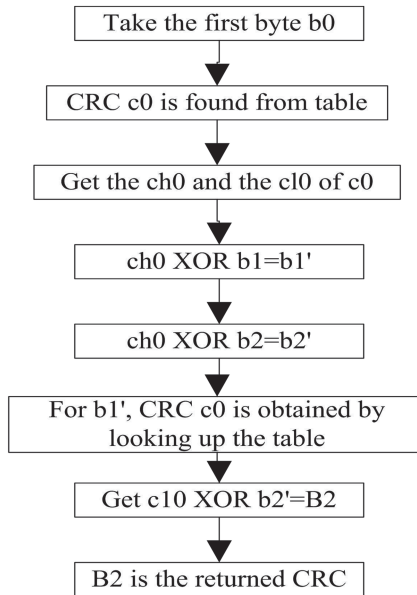 Take the first byte b0
CRC c0 is found from table
Get the ch0 and the cl0 of c0
ch0 XOR b1=b1'
ch0 XOR b2=b2'
For b1', CRC c0 is obtained by
looking up the table
Get c10 XOR b2'=B2
B2 is the returned CRC